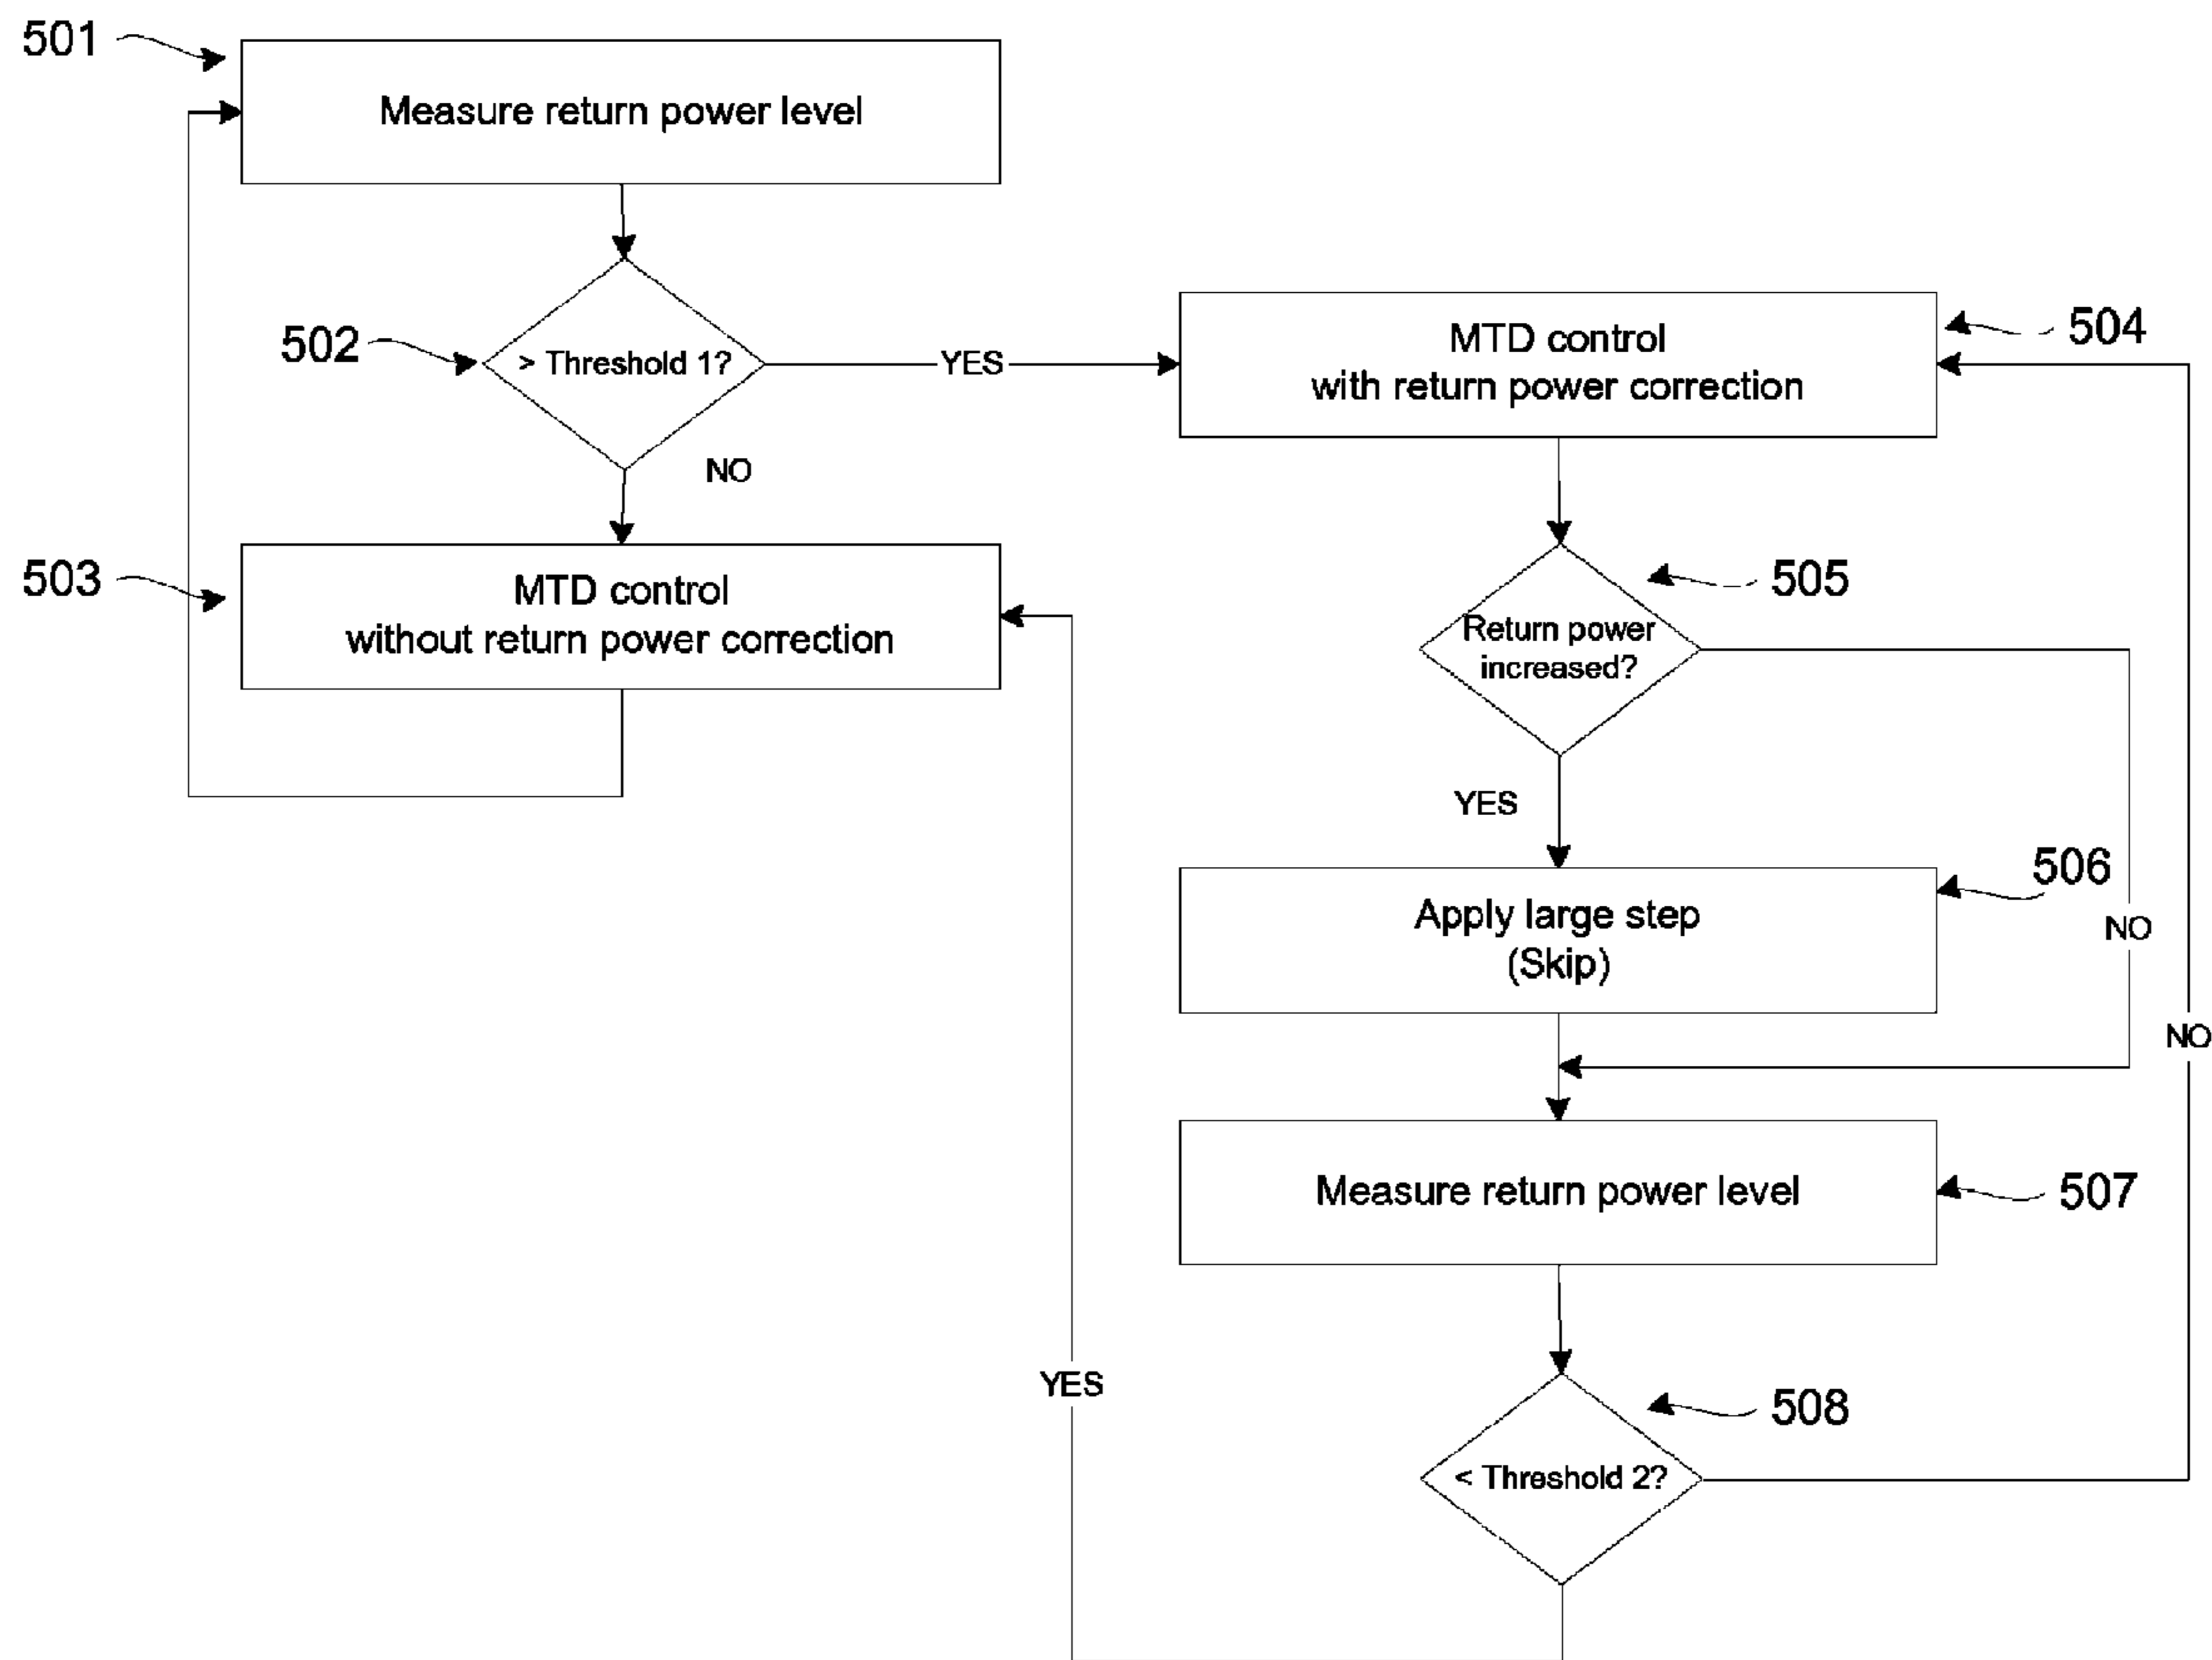 501
Measure return power level
502
> Threshold 1?
YES
NO
503
MTD control
without return power correction
MTD control
with return power correction
504
Return power
increased?
505
YES
NO
Apply large step
(Skip)
506
NO
Measure return power level
507
YES
< Threshold 2?
508